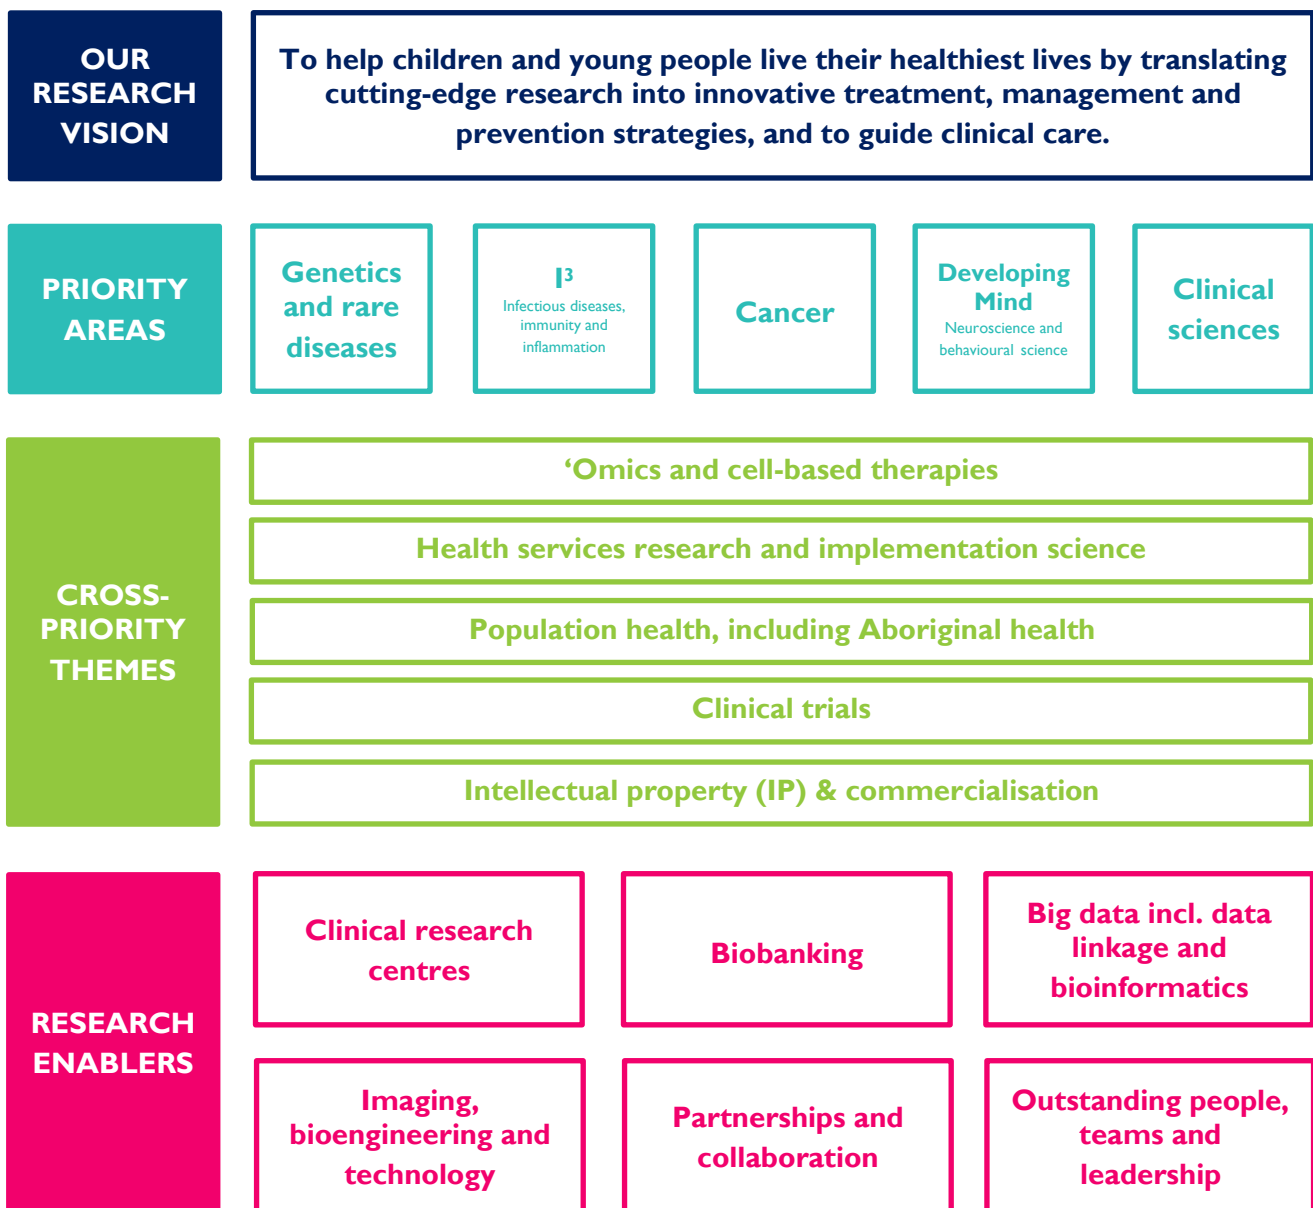 OUR
RESEARCH
VISION
To help children and young people live their healthiest lives by translating
cutting-edge research into innovative treatment, management and
prevention strategies, and to guide clinical care.
PRIORITY
AREAS
Genetics
and rare
diseases
I³
Infectious diseases,
immunity and
inflammation
Cancer
Developing
Mind
Neuroscience and
behavioural science
Clinical
sciences
CROSS-
PRIORITY
THEMES
‘Omics and cell-based therapies
Health services research and implementation science
Population health, including Aboriginal health
Clinical trials
Intellectual property (IP) & commercialisation
RESEARCH
ENABLERS
Clinical research
centres
Biobanking
Big data incl. data
linkage and
bioinformatics
Imaging,
bioengineering and
technology
Partnerships and
collaboration
Outstanding people,
teams and
leadership